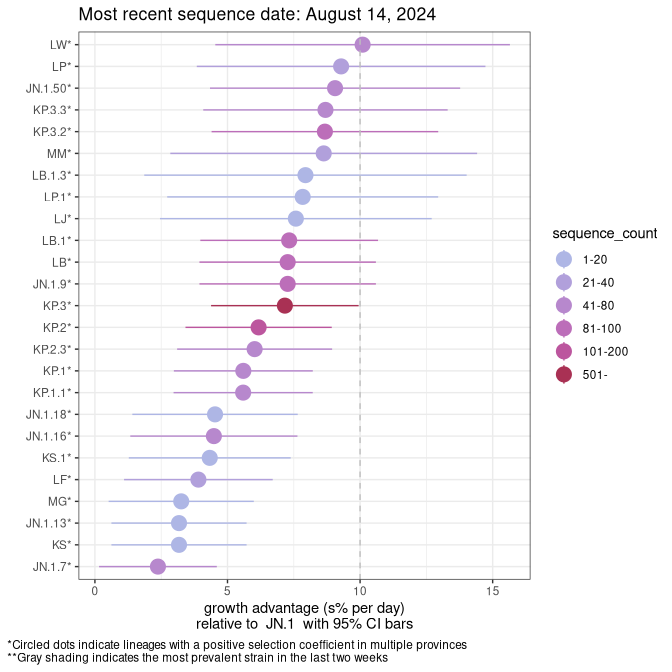 Most recent sequence date: August 14, 2024
LW*
LP*
JN.1.50*
KP.3.3*
KP.3.2*
MM*
LB.1.3*
LP.1*
LJ*
LB.1*
LB*
JN.1.9*
KP.3*
KP.2*
KP.2.3*
KP.1*
KP.1.1*
JN.1.18*
JN.1.16*
KS.1*
LF*
MG*
JN.1.13*
KS*
JN.1.7*
0 5 10 15
growth advantage (s% per day)
relative to JN.1 with 95% CI bars
sequence_count
1-20
21-40
41-80
81-100
101-200
501-
*Circled dots indicate lineages with a positive selection coefficient in multiple provinces
**Gray shading indicates the most prevalent strain in the last two weeks